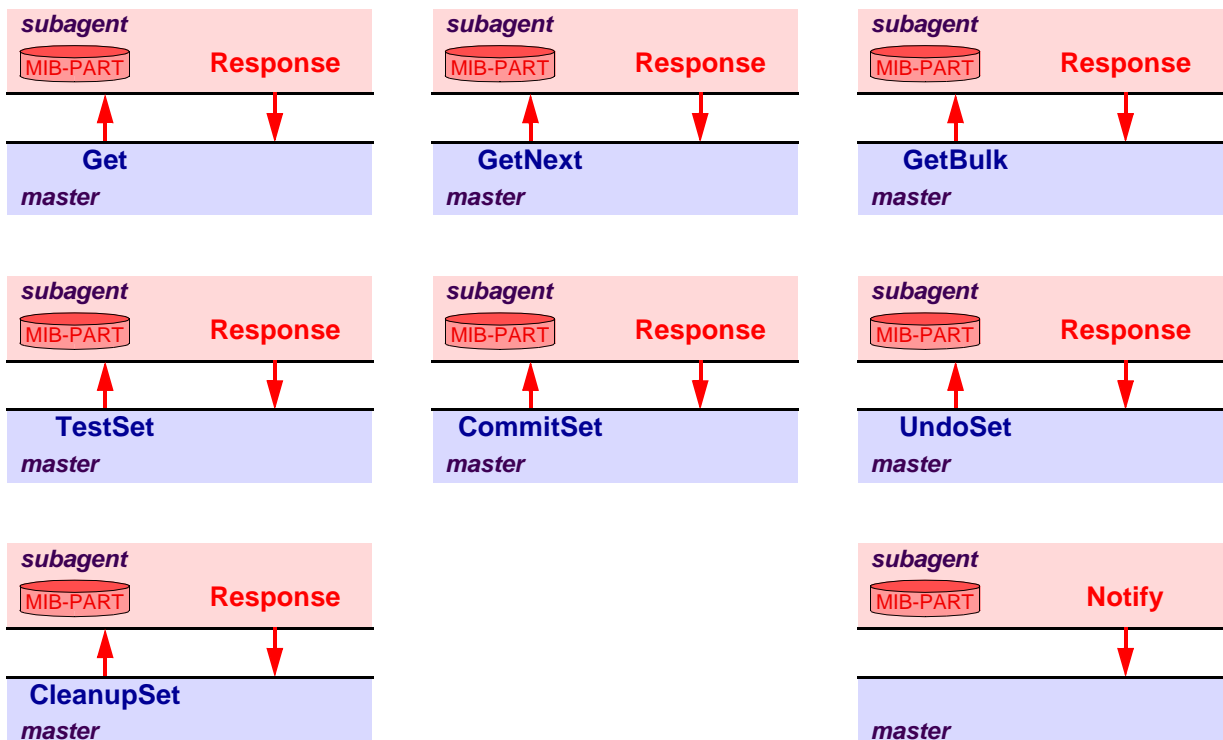 subagent
MIB-PART Response
Get
master
subagent
MIB-PART Response
GetNext
master
subagent
MIB-PART Response
GetBulk
master
subagent
MIB-PART Response
TestSet
master
subagent
MIB-PART Response
CommitSet
master
subagent
MIB-PART Response
UndoSet
master
subagent
MIB-PART Response
CleanupSet
master
subagent
MIB-PART Notify
master